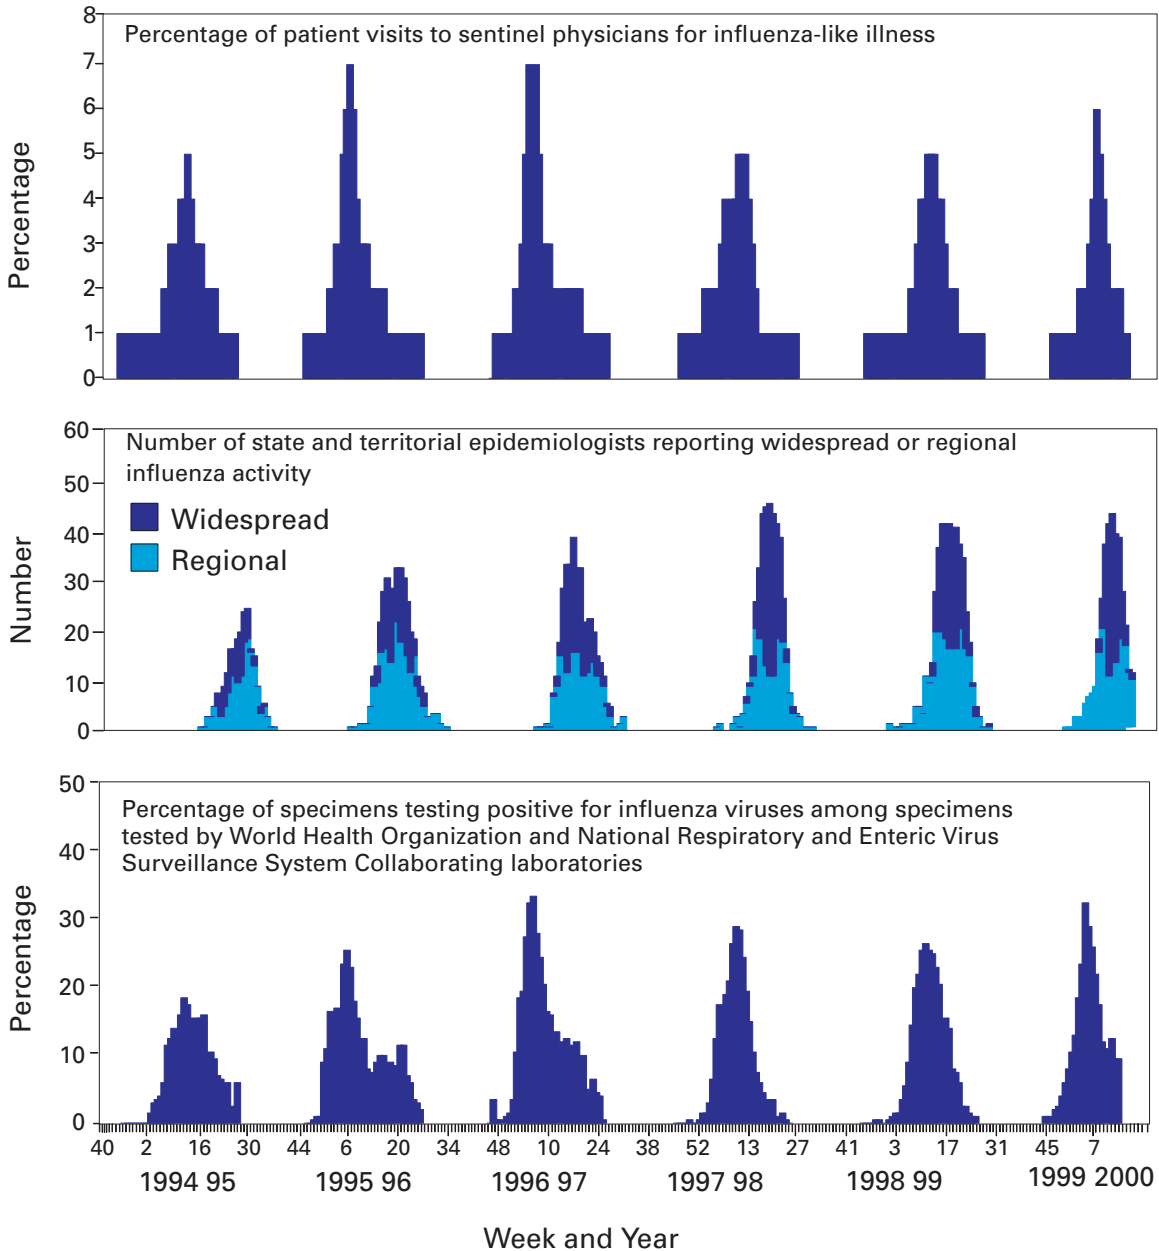 Percentage of patient visits to sentinel physicians for influenza-like illness
8
7
6
5
4
3
2
1
0
Percentage
Number of state and territorial epidemiologists reporting widespread or regional
influenza activity
Widespread
Regional
60
50
40
30
20
10
0
Number
Percentage of specimens testing positive for influenza viruses among specimens
tested by World Health Organization and National Respiratory and Enteric Virus
Surveillance System Collaborating laboratories
50
40
30
20
10
0
Percentage
40 2 16 30 44 6 20 34 48 10 24 38 52 13 27 41 3 17 31 45 7
1994 95 1995 96 1996 97 1997 98 1998 99 1999 2000
Week and Year